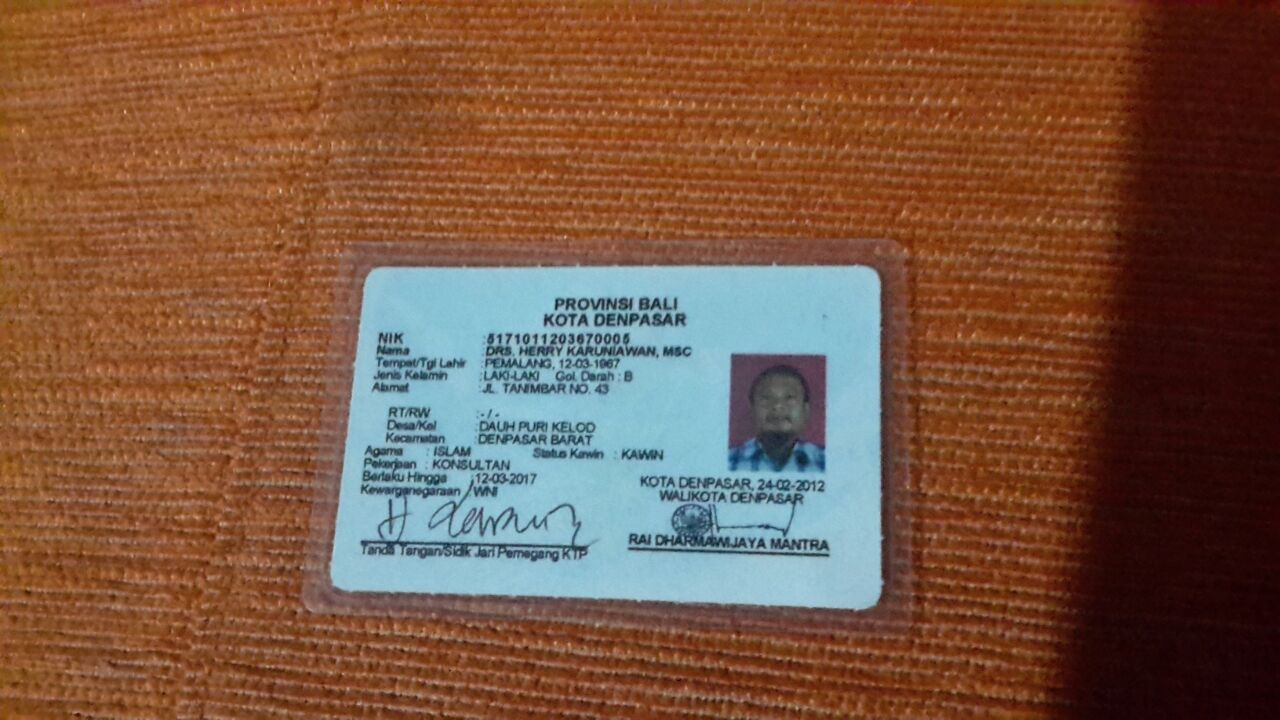 PROVINSI BALI
KOTA DENPASAR
NIK : 5171011203670005
Nama : DRS. HERRY KARUNIAWAN, MSC
Tempat/Tgl Lahir : PEMALANG, 12-03-1967
Jenis Kelamin : LAKI-LAKI Gol. Darah : B
Alamat : JL. TANIMBAR NO. 43
RT/RW : - / -
Desa/Kel : DAUH PURI KELOD
Kecamatan : DENPASAR BARAT
Agama : ISLAM Status Kawin : KAWIN
Pekerjaan : KONSULTAN
Berlaku Hingga : 12-03-2017
Kewarganegaraan : WNI
KOTA DENPASAR, 24-02-2012
WALIKOTA DENPASAR
RAI DHARMAWIJAYA MANTRA
Tanda Tangan/Sidik Jari Pemegang KTP